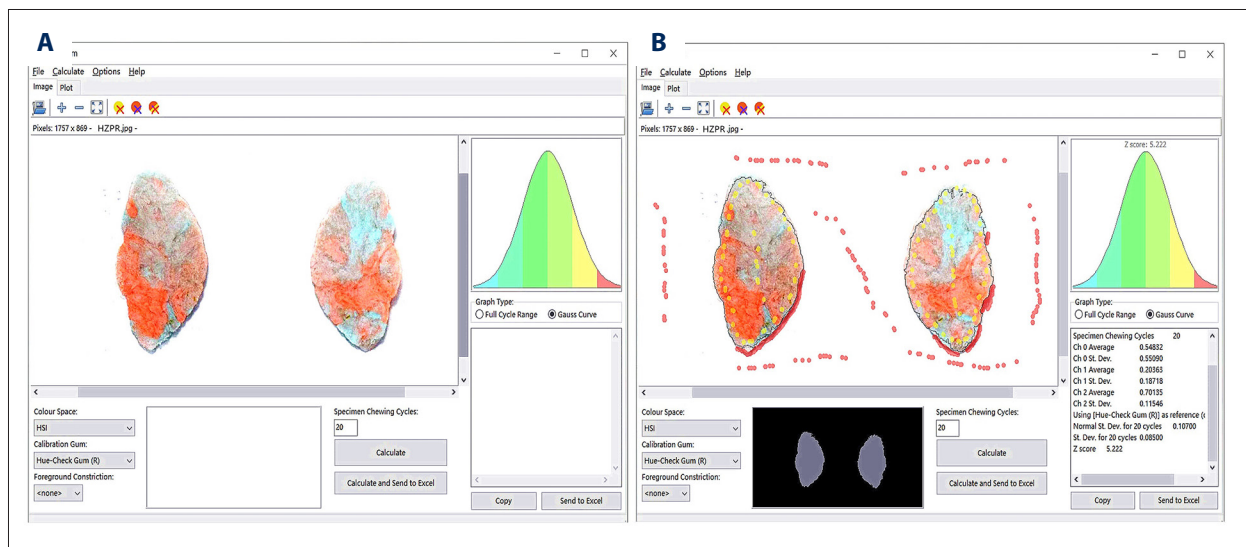 A
m
File Calculate Options Help
Image Plot
Pixels: 1757 x 869 - HZPR.jpg -
Graph Type:
Full Cycle Range Gauss Curve
Colour Space:
HSI
Calibration Gum:
Hue-Check Gum (R)
Foreground Constriction:
<none>
Specimen Chewing Cycles:
20
Calculate
Calculate and Send to Excel
Copy Send to Excel
B
File Calculate Options Help
Image Plot
Pixels: 1757 x 869 - HZPR.jpg -
Z score: 5.222
Graph Type:
Full Cycle Range Gauss Curve
Specimen Chewing Cycles 20
Ch 0 Average 0.54832
Ch 0 St. Dev. 0.55090
Ch 1 Average 0.20363
Ch 1 St. Dev. 0.18718
Ch 2 Average 0.70135
Ch 2 St. Dev. 0.11546
Using [Hue-Check Gum (R)] as reference (c
Normal St. Dev. for 20 cycles 0.10700
St. Dev. for 20 cycles 0.08500
Z score 5.222
Colour Space:
HSI
Calibration Gum:
Hue-Check Gum (R)
Foreground Constriction:
<none>
Specimen Chewing Cycles:
20
Calculate
Calculate and Send to Excel
Copy Send to Excel